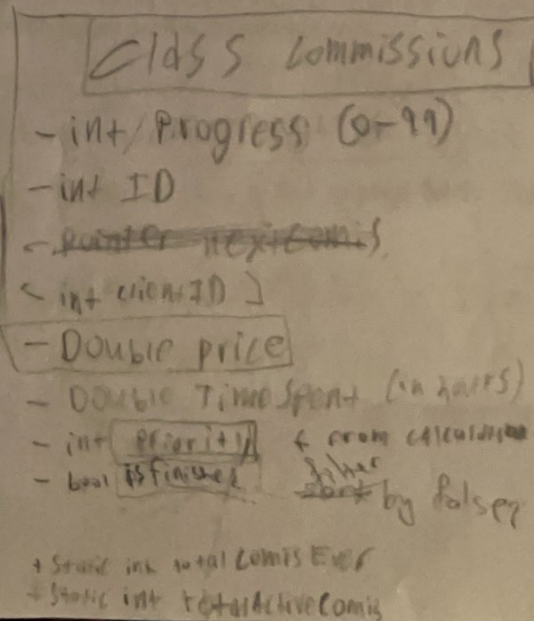 Class Commissions
- int Progress (0-99)
- int ID
- Pointer nextComis
< int clientID ]
- Double price
- Double TimeSpent (in hours)
- int priority ← from calculation
- bool isfinished filter sort by false?
+ Static int totalComisEver
+ Static int totalActiveComis